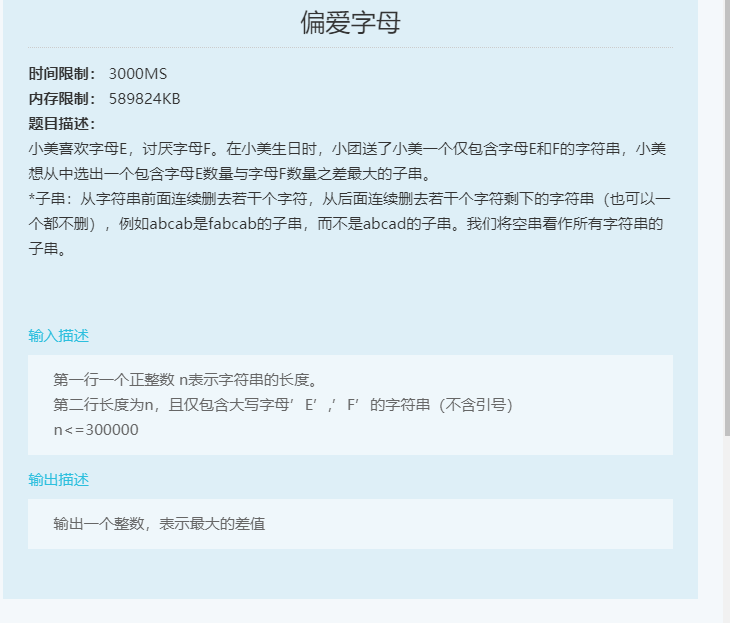 偏爱字母
时间限制： 3000MS
内存限制： 589824KB
题目描述：
小美喜欢字母E，讨厌字母F。在小美生日时，小团送了小美一个仅包含字母E和F的字符串，小美
想从中选出一个包含字母E数量与字母F数量之差最大的子串。
*子串：从字符串前面连续删去若干个字符，从后面连续删去若干个字符剩下的字符串（也可以一
个都不删），例如abcab是fabcab的子串，而不是abcad的子串。我们将空串看作所有字符串的
子串。
输入描述
第一行一个正整数 n表示字符串的长度。
第二行长度为n，且仅包含大写字母’E’,’F’的字符串（不含引号）
n<=300000
输出描述
输出一个整数，表示最大的差值